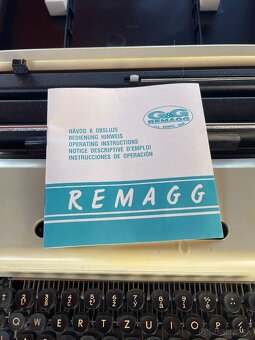 G&G
REMAGG
NÁVOD K OBSLUZE
BEDIENUNG HINWEIS
OPERATING INSTRUCTIONS
NOTICE DESCRIPTIVE D'EMPLOI
INSTRUCCIONES DE OPERACIÓN
REMAGG
Q W E R T Z U I O P